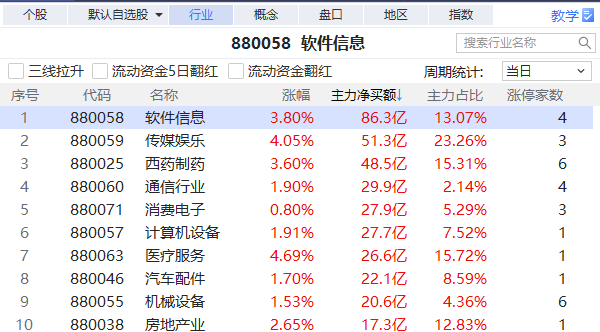 个股 默认自选股 行业 概念 盘口 地区 指数 教学
880058 软件信息 搜索行业名称
三线拉升 流动资金5日翻红 流动资金翻红 周期统计: 当日
序号 代码 名称 涨幅 主力净买额↓ 主力占比 涨停家数
1 880058 软件信息 3.80% 86.3亿 13.07% 4
2 880059 传媒娱乐 4.05% 51.3亿 23.26% 3
3 880025 西药制药 3.60% 48.5亿 15.31% 6
4 880060 通信行业 1.90% 29.9亿 2.14% 4
5 880071 消费电子 0.80% 27.9亿 5.29% 3
6 880057 计算机设备 1.91% 27.7亿 7.52% 1
7 880063 医疗服务 4.69% 26.6亿 15.72% 1
8 880046 汽车配件 1.70% 22.1亿 8.59% 1
9 880055 机械设备 1.53% 20.6亿 4.36% 6
10 880038 房地产业 2.65% 17.3亿 12.83% 1